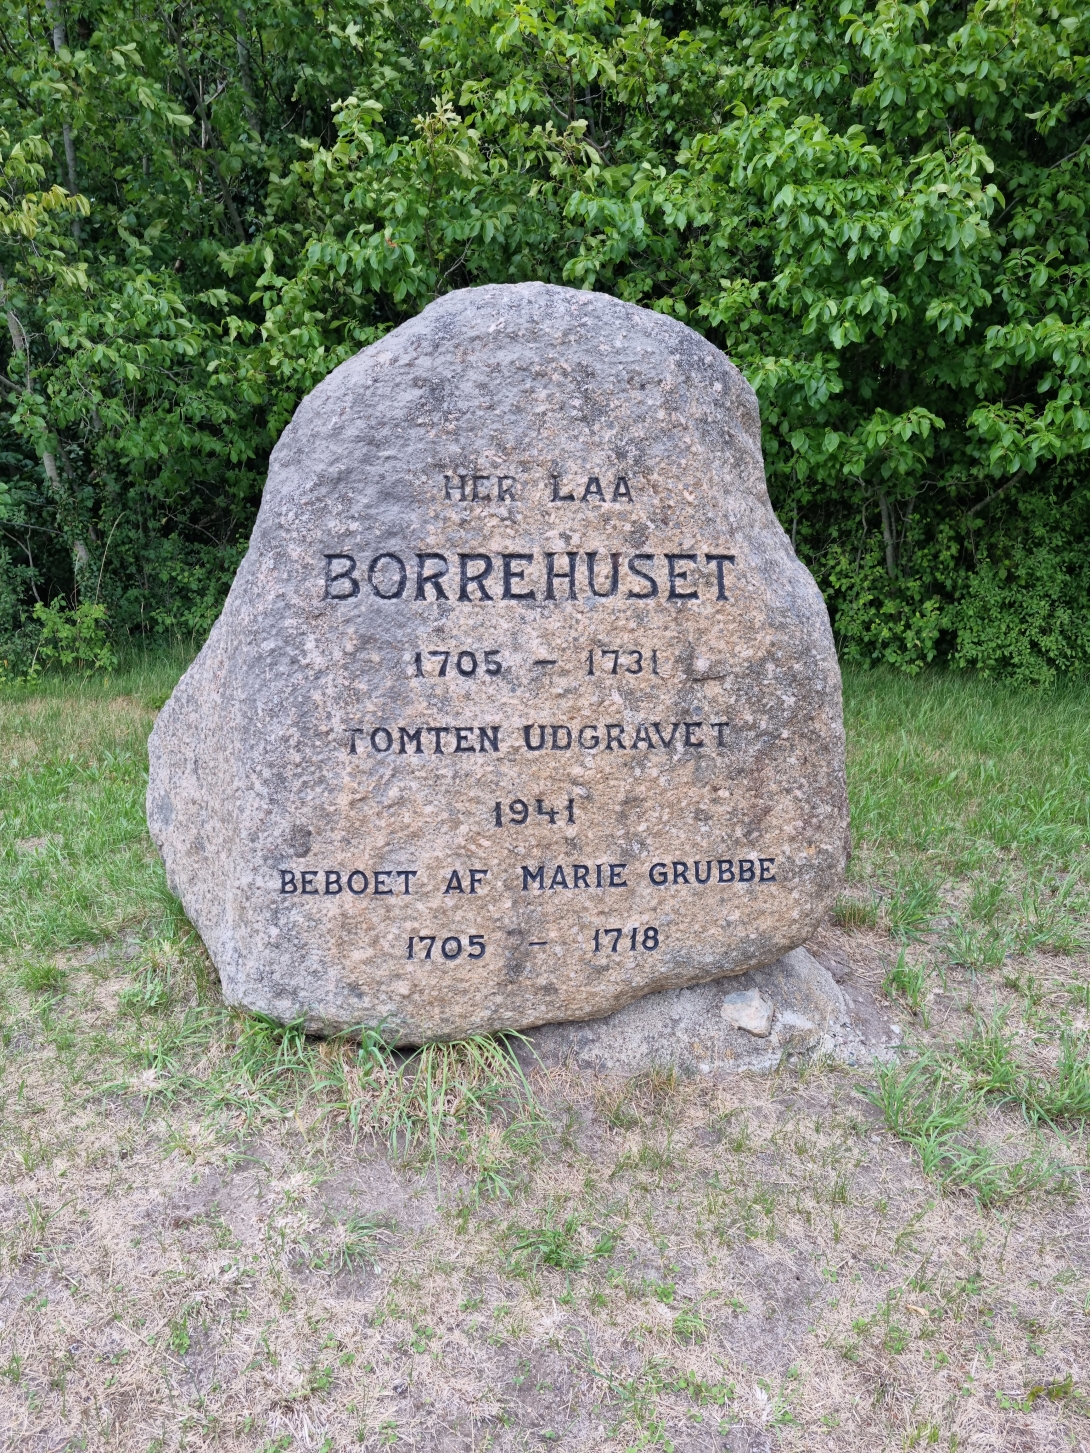 HER LAA
BORREHUSET
1705 – 1731
TOMTEN UDGRAVET
1941
BEBOET AF MARIE GRUBBE
1705 – 1718